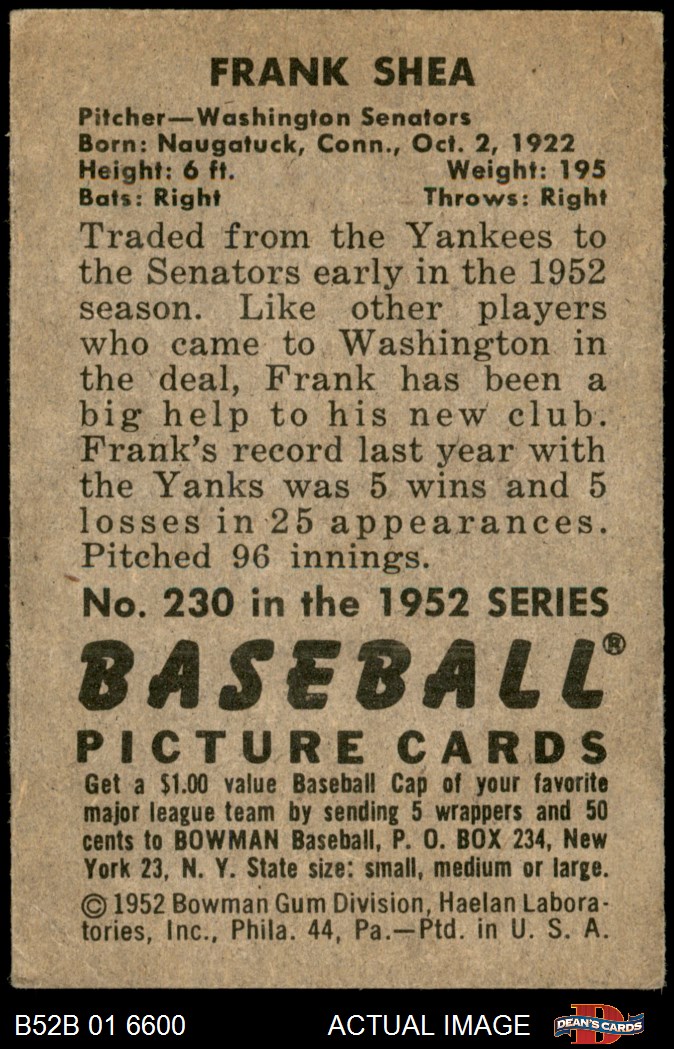 FRANK SHEA
Pitcher—Washington Senators
Born: Naugatuck, Conn., Oct. 2, 1922
Height: 6 ft. Weight: 195
Bats: Right Throws: Right
Traded from the Yankees to
the Senators early in the 1952
season. Like other players
who came to Washington in
the deal, Frank has been a
big help to his new club.
Frank's record last year with
the Yanks was 5 wins and 5
losses in 25 appearances.
Pitched 96 innings.
No. 230 in the 1952 SERIES
BASEBALL®
PICTURE CARDS
Get a $1.00 value Baseball Cap of your favorite
major league team by sending 5 wrappers and 50
cents to BOWMAN Baseball, P. O. BOX 234, New
York 23, N. Y. State size: small, medium or large.
©1952 Bowman Gum Division, Haelan Labora-
tories, Inc., Phila. 44, Pa.—Ptd. in U. S. A.
B52B 01 6600 ACTUAL IMAGE D DEAN'S CARDS